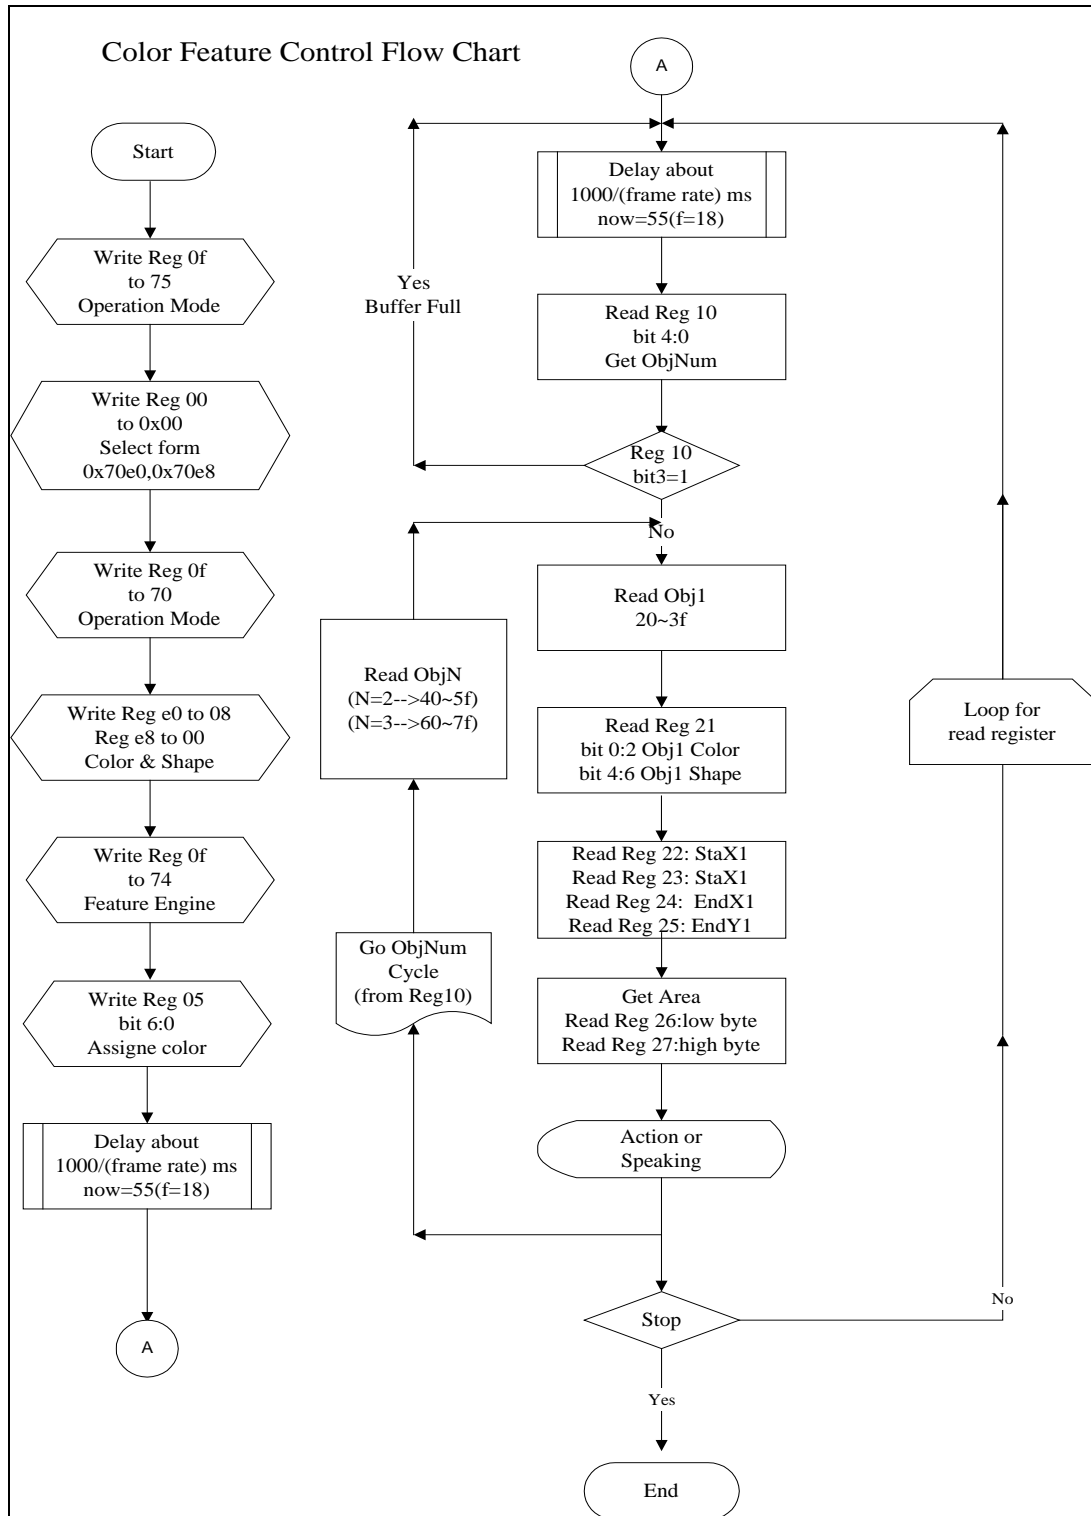 Color Feature Control Flow Chart
Start
Write Reg 0f
to 75
Operation Mode
Write Reg 00
to 0x00
Select form
0x70e0,0x70e8
Write Reg 0f
to 70
Operation Mode
Write Reg e0 to 08
Reg e8 to 00
Color & Shape
Write Reg 0f
to 74
Feature Engine
Write Reg 05
bit 6:0
Assigne color
Delay about
1000/(frame rate) ms
now=55(f=18)
A
A
Delay about
1000/(frame rate) ms
now=55(f=18)
Yes
Buffer Full
Read Reg 10
bit 4:0
Get ObjNum
Reg 10
bit3=1
No
Read Obj1
20~3f
Read ObjN
(N=2-->40~5f)
(N=3-->60~7f)
Read Reg 21
bit 0:2 Obj1 Color
bit 4:6 Obj1 Shape
Loop for
read register
Read Reg 22: StaX1
Read Reg 23: StaX1
Read Reg 24:  EndX1
Read Reg 25: EndY1
Go ObjNum
Cycle
(from Reg10)
Get Area
Read Reg 26:low byte
Read Reg 27:high byte
Action or
Speaking
Stop
No
Yes
End